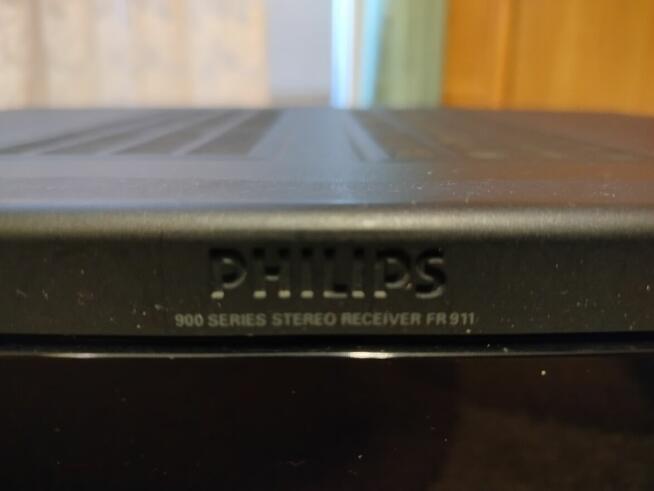 PHILIPS
900 SERIES STEREO RECEIVER FR 911